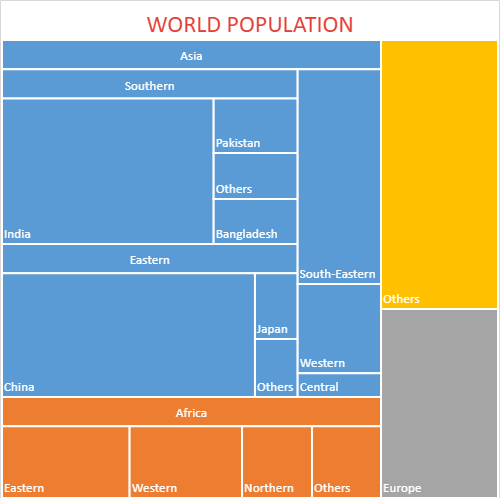 WORLD POPULATION
Asia
Southern
India
Pakistan
Others
Bangladesh
Eastern
China
Japan
Others
South-Eastern
Western
Central
Africa
Eastern
Western
Northern
Others
Others
Europe